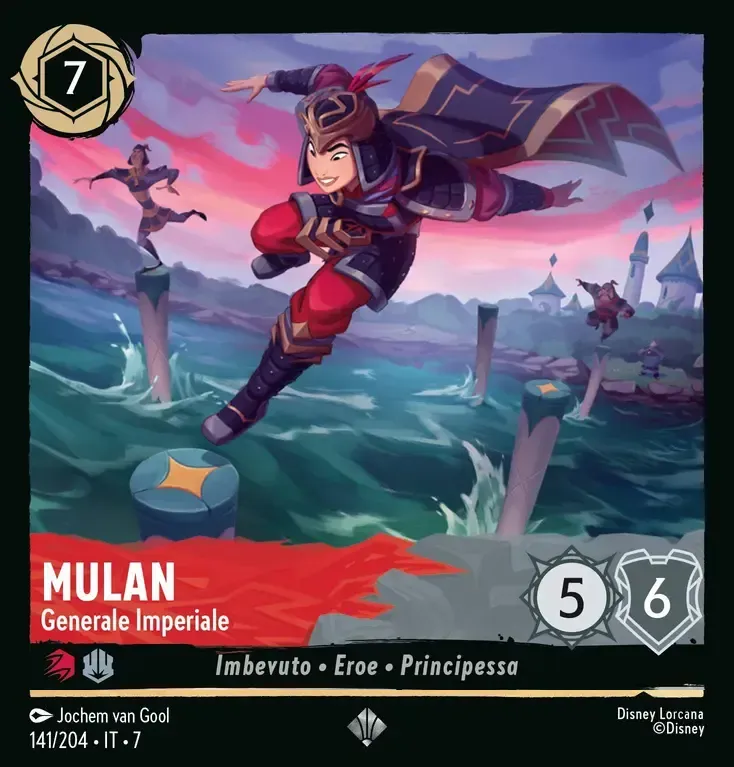 7
MULAN
Generale Imperiale
5
6
Imbevuto • Eroe • Principessa
Jochem van Gool
Disney Lorcana
141/204 • IT • 7
©Disney